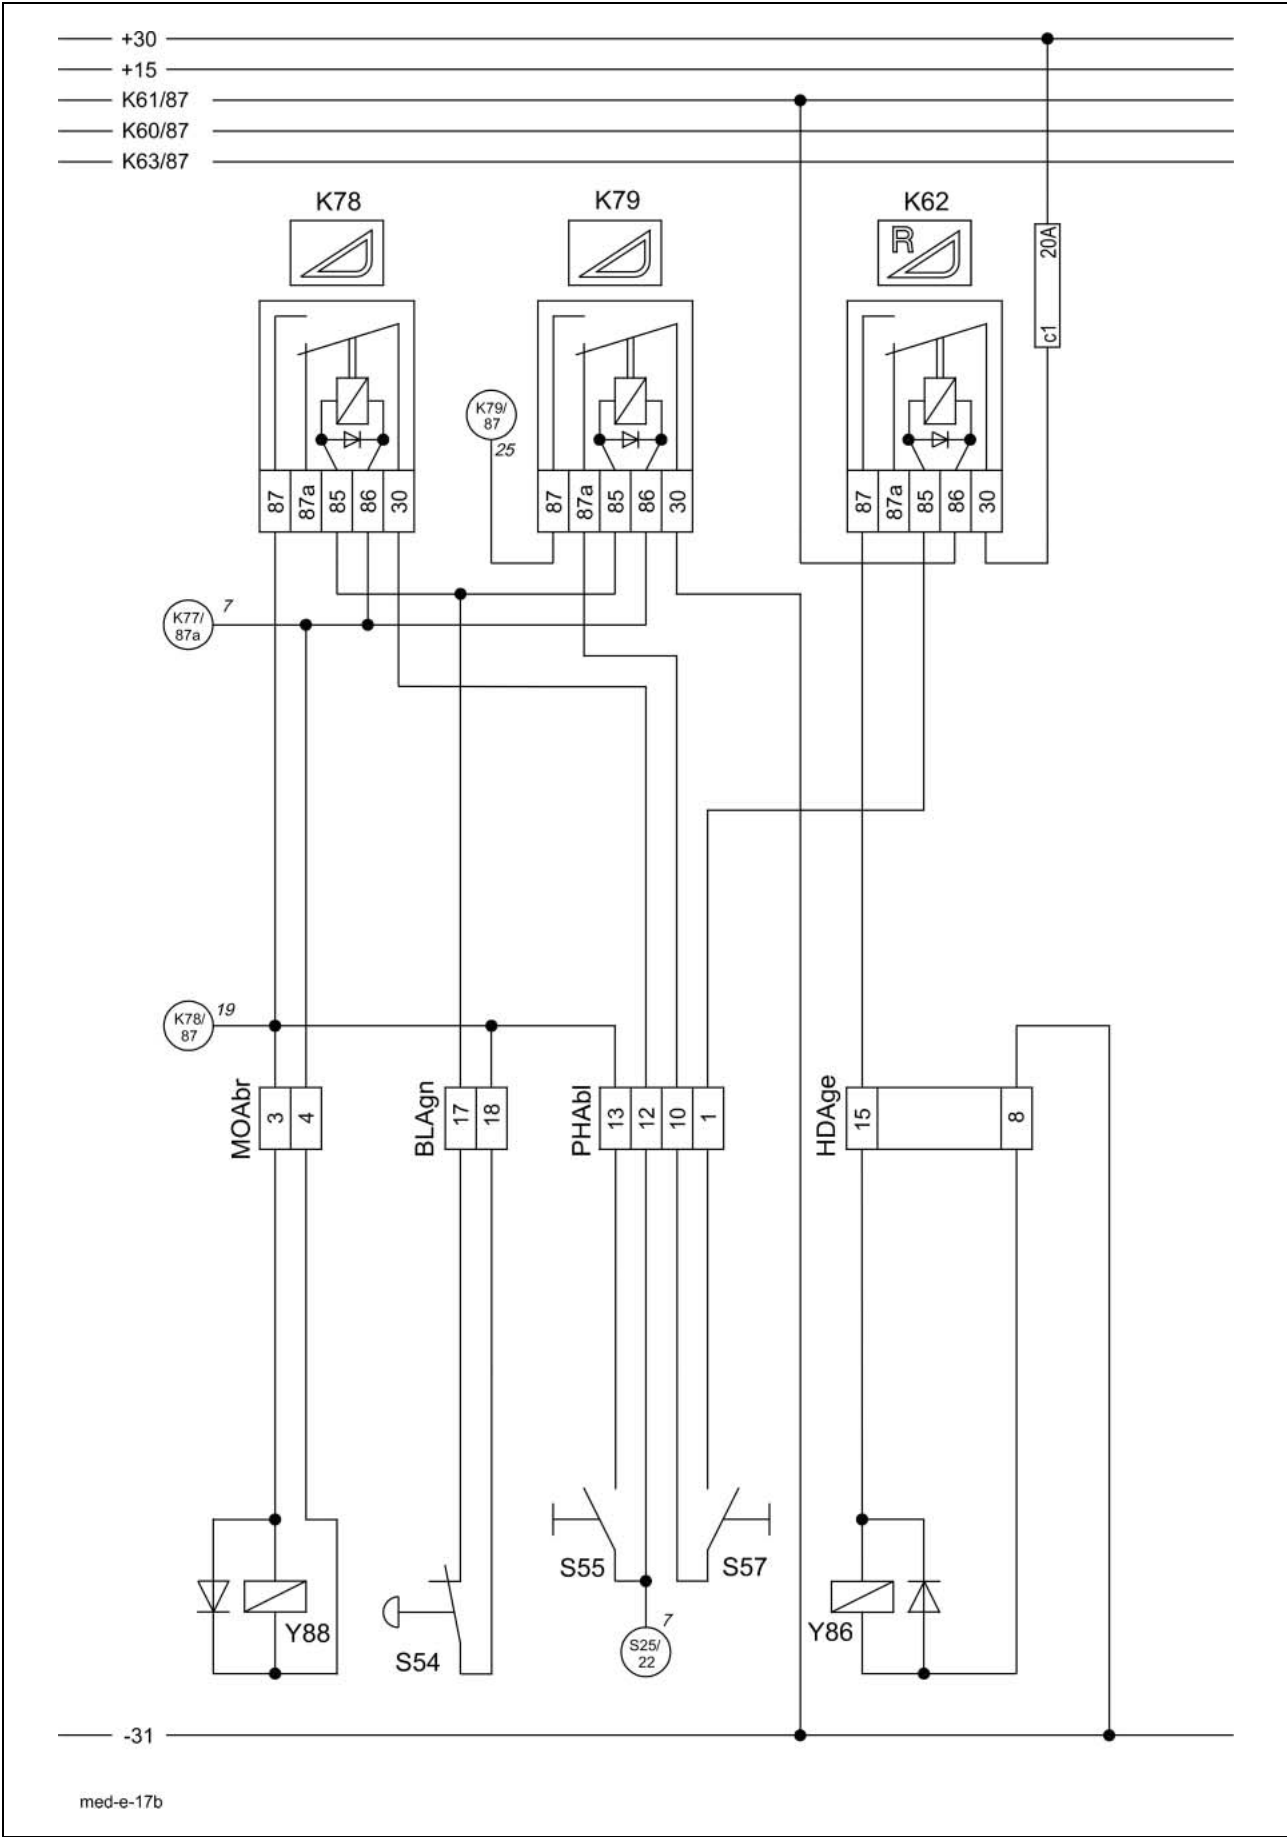 +30
+15
K61/87
K60/87
K63/87
K78
K79
K62
R
20A
c1
K79/
87
25
87 87a 85 86 30
87 87a 85 86 30
87 87a 85 86 30
K77/
87a
7
K78/
87
19
MOAbr
3 4
BLAgn
17 18
PHAbl
13 12 10 1
HDAge
15 8
S55
S57
Y88
S54
S25/
22
7
Y86
-31
med-e-17b